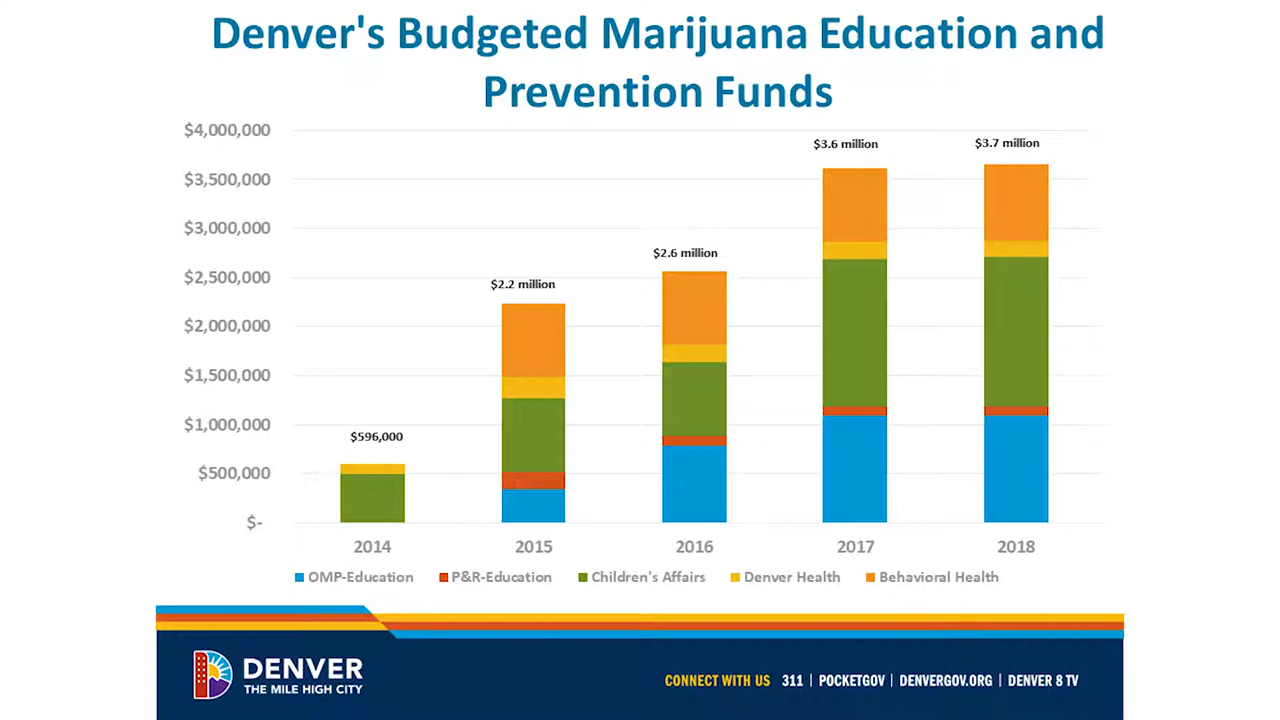 Denver's Budgeted Marijuana Education and
Prevention Funds
$4,000,000
$3,500,000
$3,000,000
$2,500,000
$2,000,000
$1,500,000
$1,000,000
$500,000
$-
$596,000
$2.2 million
$2.6 million
$3.6 million
$3.7 million
2014 2015 2016 2017 2018
OMP-Education P&R-Education Children's Affairs Denver Health Behavioral Health
DENVER
THE MILE HIGH CITY
CONNECT WITH US 311 | POCKETGOV | DENVERGOV.ORG | DENVER 8 TV